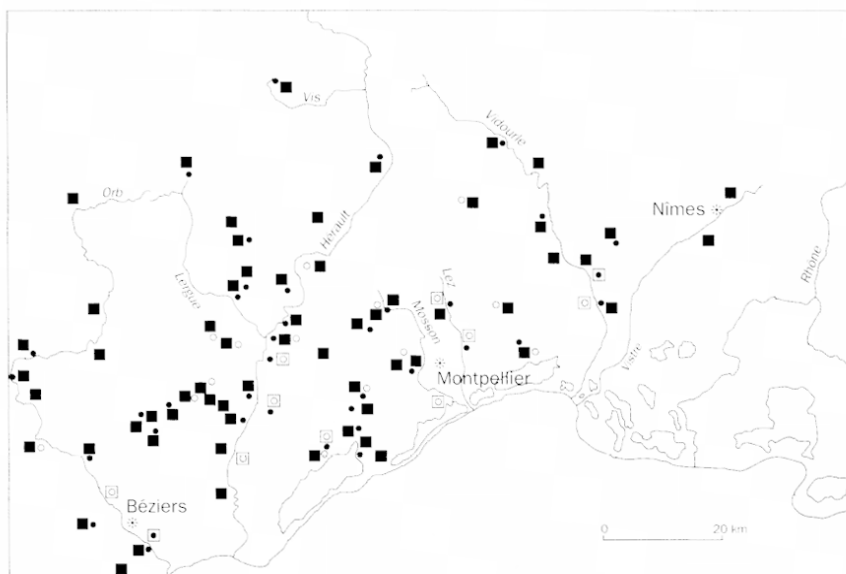 Vis
Vidourle
Orb
Nîmes
Hérault
Rhône
Lergue
Lez
Mosson
Vistre
Montpellier
Béziers
0 20 km